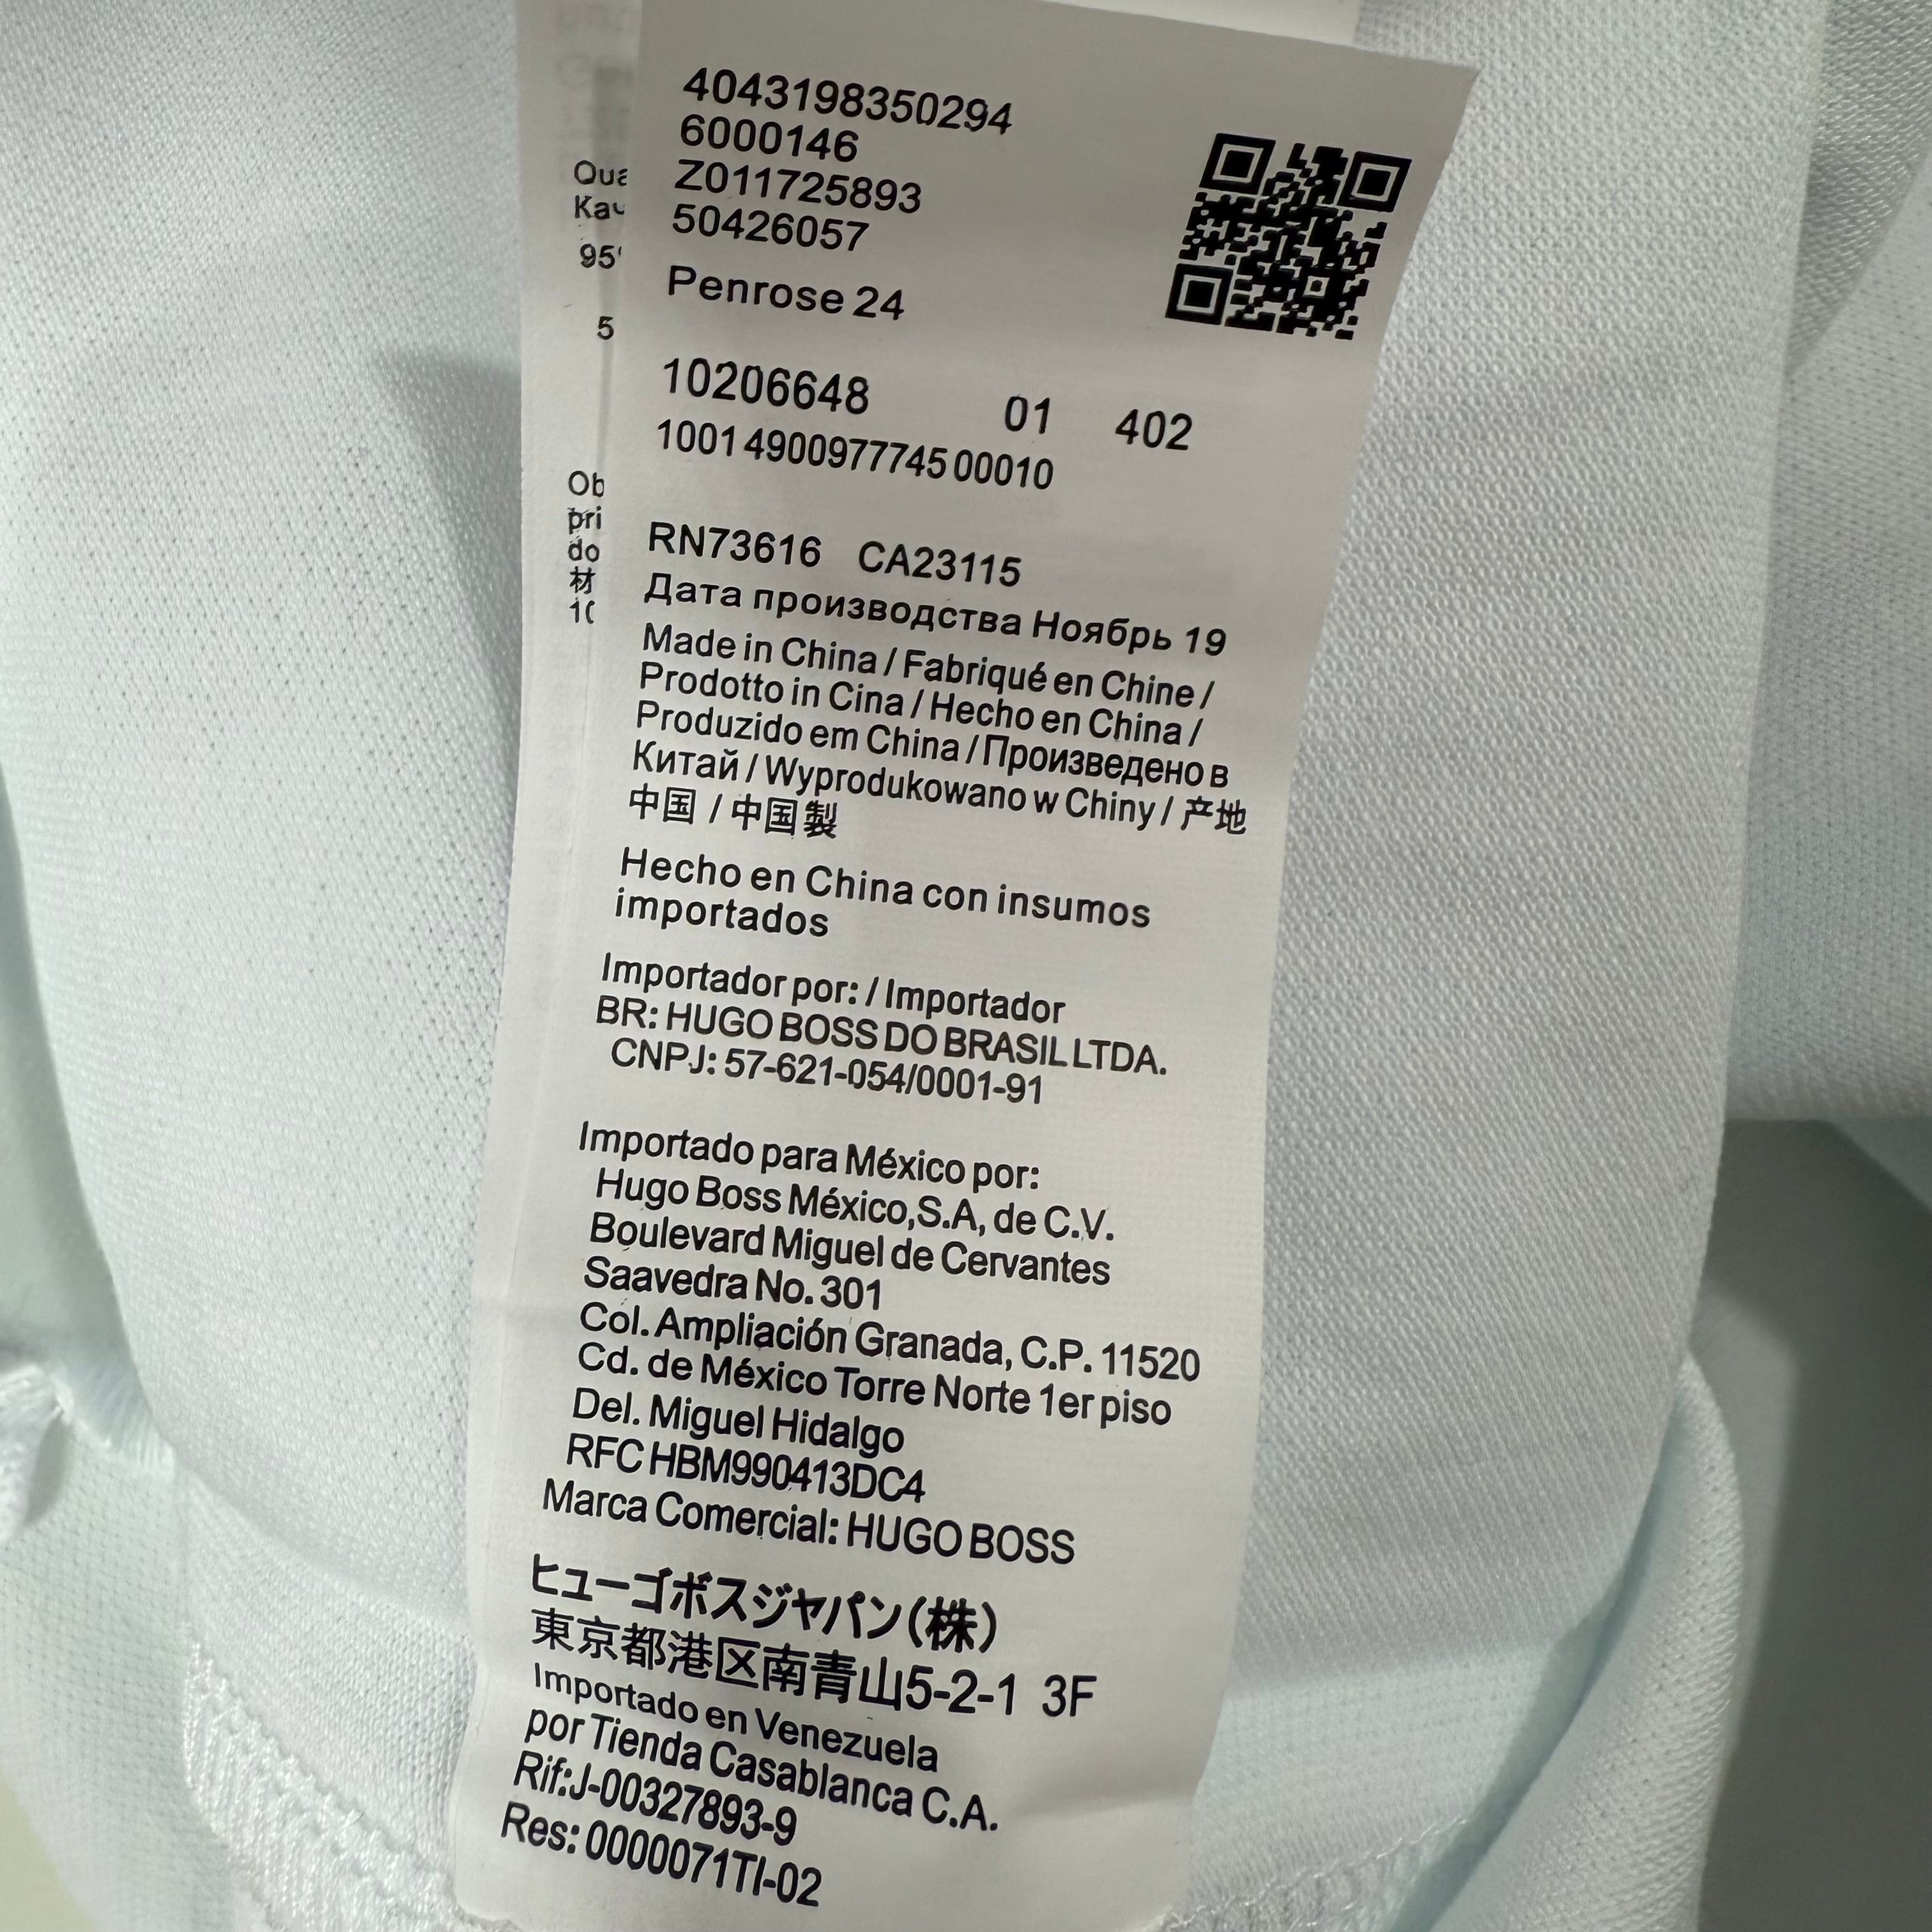 4043198350294
6000146
Z011725893
50426057
Penrose 24
10206648 01 402
1001490097774500010
RN73616 CA23115
Дата производства Ноябрь 19
Made in China / Fabriqué en Chine /
Prodotto in Cina / Hecho en China /
Produzido em China / Произведено в
Китай / Wyprodukowano w Chiny / 产地
中国 / 中国製
Hecho en China con insumos
importados
Importador por: / Importador
BR: HUGO BOSS DO BRASIL LTDA.
CNPJ: 57-621-054/0001-91
Importado para México por:
Hugo Boss México,S.A, de C.V.
Boulevard Miguel de Cervantes
Saavedra No. 301
Col. Ampliación Granada, C.P. 11520
Cd. de México Torre Norte 1er piso
Del. Miguel Hidalgo
RFC HBM990413DC4
Marca Comercial: HUGO BOSS
ヒューゴボスジャパン(株)
東京都港区南青山5-2-1 3F
Importado en Venezuela
por Tienda Casablanca C.A.
Rif:J-00327893-9
Res: 0000071TI-02